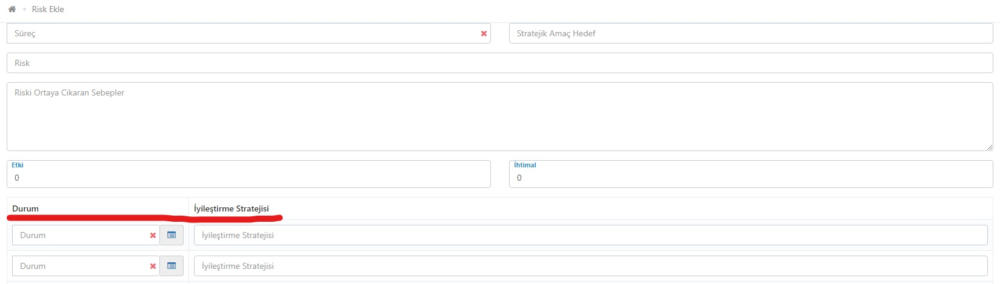 Risk Ekle
Süreç Stratejik Amaç Hedef
Risk
Riski Ortaya Cikaran Sebepler
Etki İhtimal
0 0
Durum İyileştirme Stratejisi
Durum İyileştirme Stratejisi
Durum İyileştirme Stratejisi